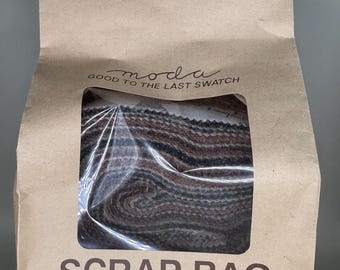 moda
GOOD TO THE LAST SWATCH
SCRAP BAG